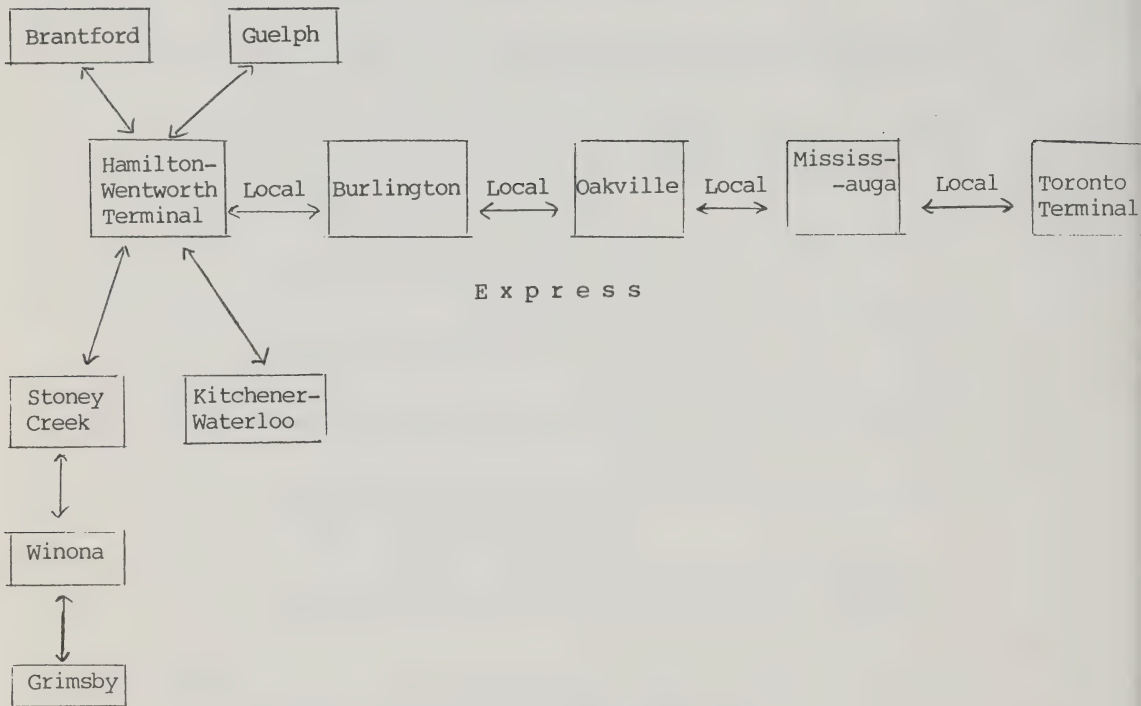 Brantford
Guelph
Hamilton-
Wentworth
Terminal
Local
Burlington
Local
Oakville
Local
Mississ-
-auga
Local
Toronto
Terminal
E x p r e s s
Stoney
Creek
Kitchener-
Waterloo
Winona
Grimsby